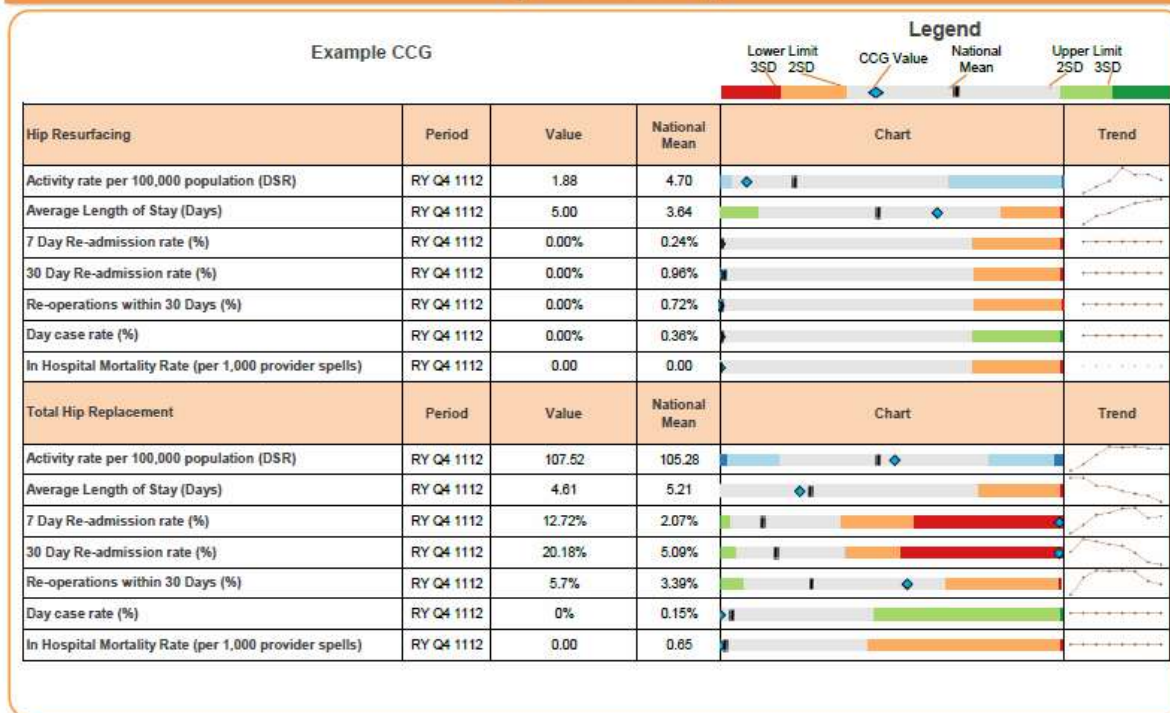 Example CCG
Legend
Lower Limit
3SD 2SD
CCG Value
National
Mean
Upper Limit
2SD 3SD
Hip Resurfacing Period Value National Mean Chart Trend
Activity rate per 100,000 population (DSR) RY Q4 1112 1.88 4.70
Average Length of Stay (Days) RY Q4 1112 5.00 3.64
7 Day Re-admission rate (%) RY Q4 1112 0.00% 0.24%
30 Day Re-admission rate (%) RY Q4 1112 0.00% 0.96%
Re-operations within 30 Days (%) RY Q4 1112 0.00% 0.72%
Day case rate (%) RY Q4 1112 0.00% 0.36%
In Hospital Mortality Rate (per 1,000 provider spells) RY Q4 1112 0.00 0.00
Total Hip Replacement Period Value National Mean Chart Trend
Activity rate per 100,000 population (DSR) RY Q4 1112 107.52 105.28
Average Length of Stay (Days) RY Q4 1112 4.61 5.21
7 Day Re-admission rate (%) RY Q4 1112 12.72% 2.07%
30 Day Re-admission rate (%) RY Q4 1112 20.18% 5.09%
Re-operations within 30 Days (%) RY Q4 1112 5.7% 3.39%
Day case rate (%) RY Q4 1112 0% 0.15%
In Hospital Mortality Rate (per 1,000 provider spells) RY Q4 1112 0.00 0.65